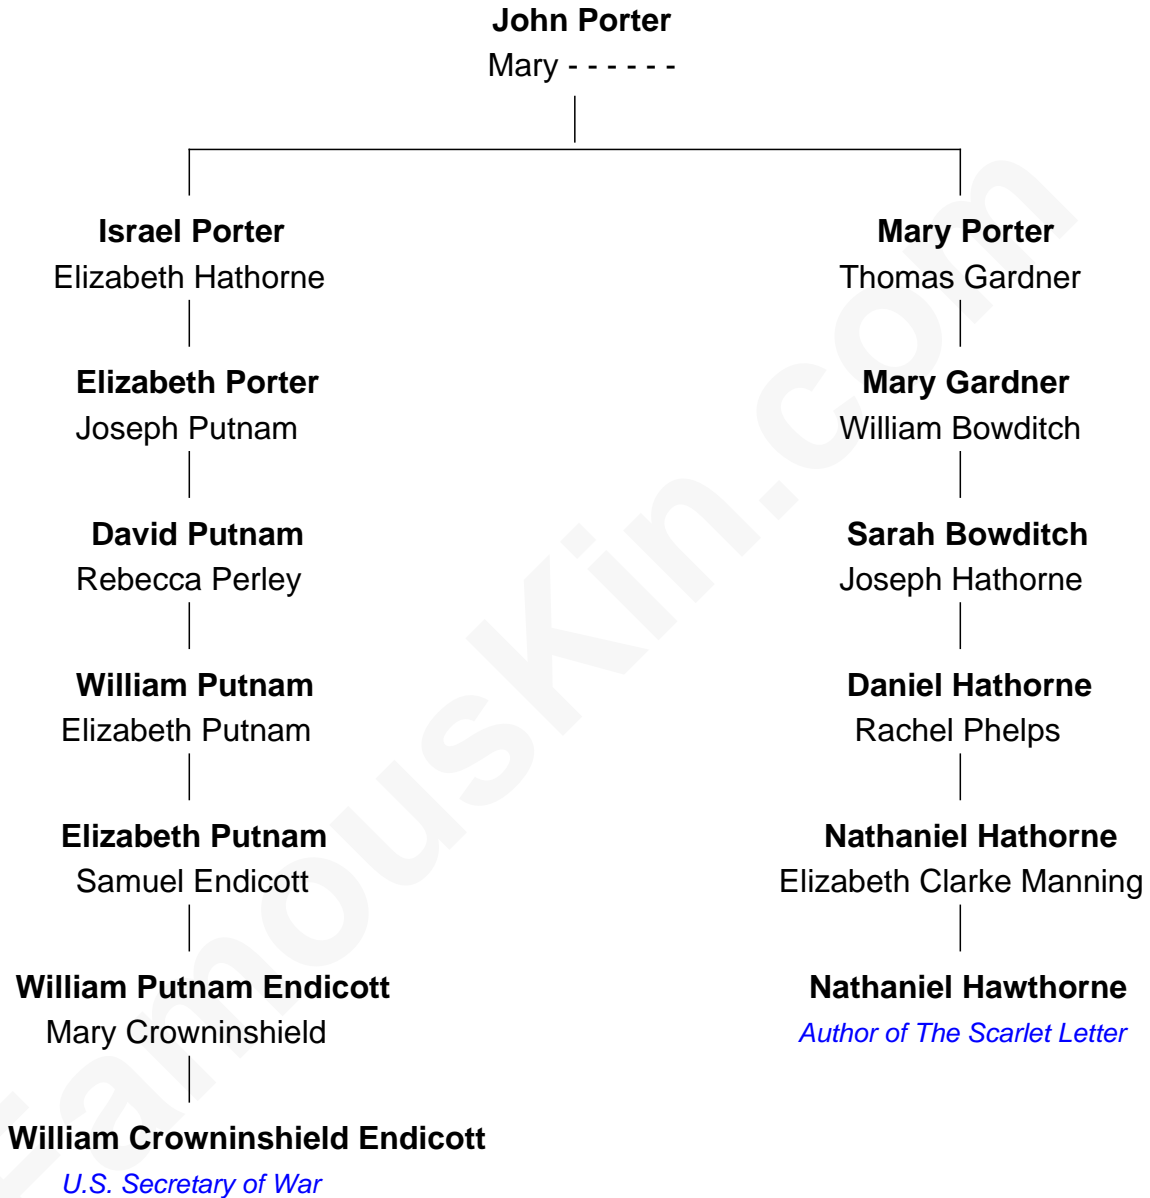 John Porter
Mary - - - - - -
Israel Porter
Elizabeth Hathorne
Mary Porter
Thomas Gardner
Elizabeth Porter
Joseph Putnam
Mary Gardner
William Bowditch
David Putnam
Rebecca Perley
Sarah Bowditch
Joseph Hathorne
William Putnam
Elizabeth Putnam
Daniel Hathorne
Rachel Phelps
Elizabeth Putnam
Samuel Endicott
Nathaniel Hathorne
Elizabeth Clarke Manning
William Putnam Endicott
Mary Crowninshield
Nathaniel Hawthorne
Author of The Scarlet Letter
William Crowninshield Endicott
U.S. Secretary of War
FamousKin.com